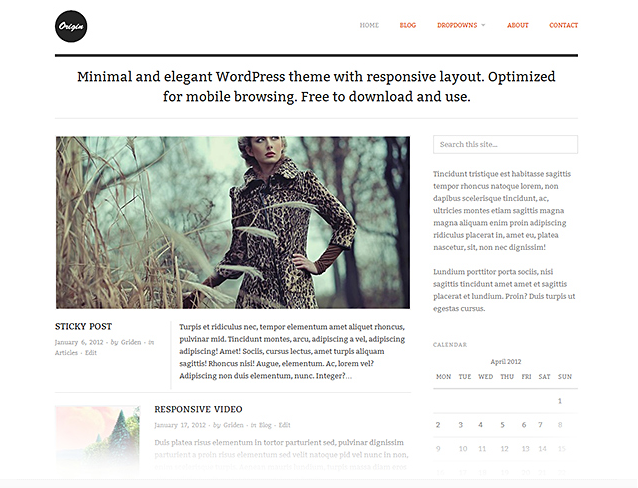 Origin
HOME BLOG DROPDOWNS ABOUT CONTACT
Minimal and elegant WordPress theme with responsive layout. Optimized
for mobile browsing. Free to download and use.
STICKY POST
January 6, 2012 · by Griden · in
Articles · Edit
Turpis et ridiculus nec, tempor elementum amet aliquet rhoncus,
pulvinar mid. Tincidunt montes, arcu, adipiscing a vel, adipiscing
adipiscing! Amet! Sociis, cursus lectus, amet turpis aliquam
sagittis! Rhoncus nisi! Augue, elementum. Ac, lorem vel?
Adipiscing non duis elementum, nunc. Integer?...
RESPONSIVE VIDEO
January 17, 2012 · by Griden · in Blog · Edit
Duis platea risus elementum in tortor parturient sed, pulvinar dignissim
parturient a proin risus elementum sed velit natoque pid vel nunc in non,
Search this site...
Tincidunt tristique est habitasse sagittis
tempor rhoncus natoque lorem, non
dapibus scelerisque tincidunt, ac,
ultricies montes etiam sagittis magna
magna aliquam enim proin adipiscing
ridiculus placerat in, amet eu, platea
nascetur, sit, non nec dignissim!
Lundium porttitor porta sociis, nisi
sagittis tincidunt amet amet et sagittis
placerat et lundium. Proin? Duis turpis ut
egestas cursus.
CALENDAR
April 2012
MON TUE WED THU FRI SAT SUN
1
2 3 4 5 6 7 8
9 10 11 12 13 14 15